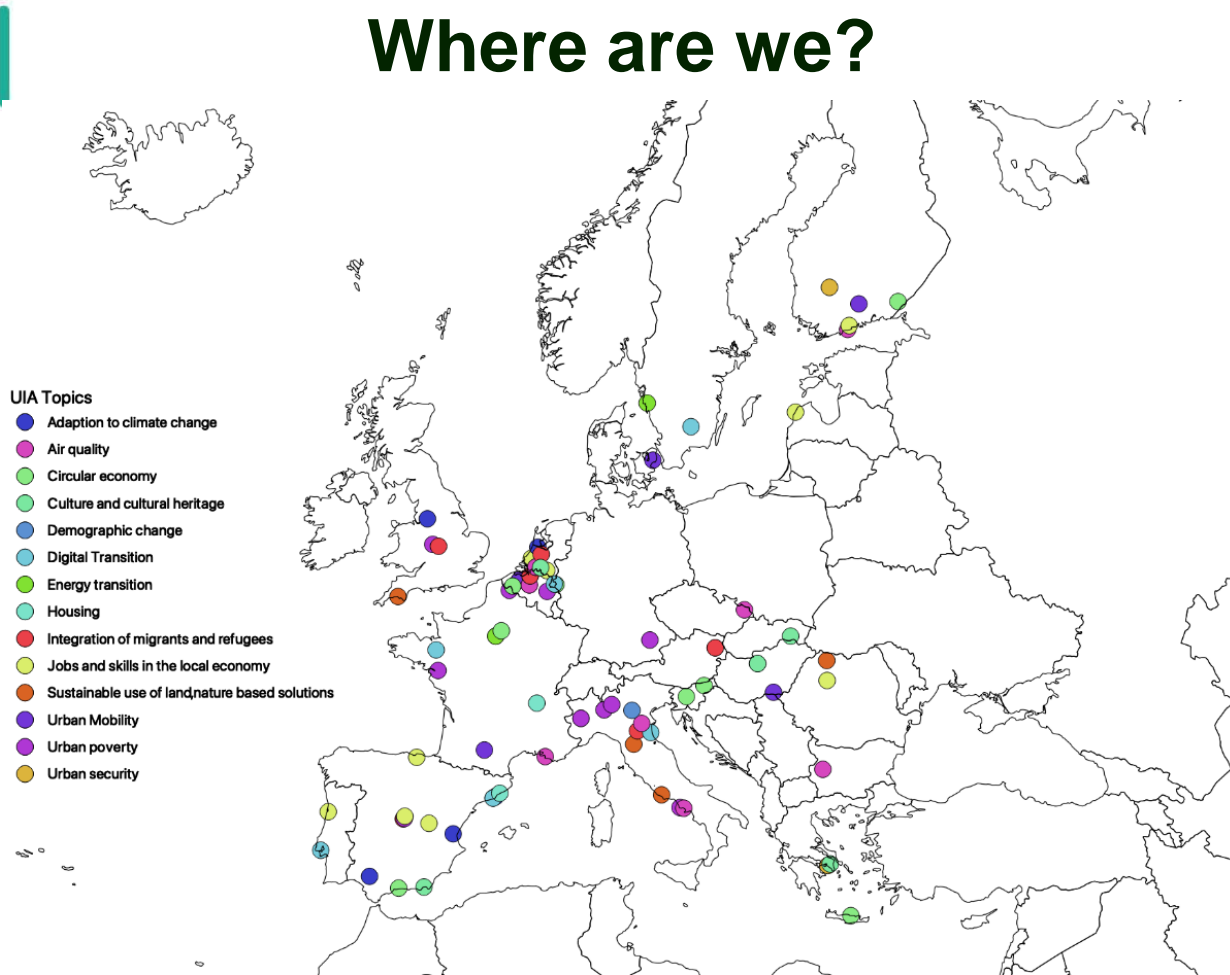 Where are we?
UIA Topics
Adaption to climate change
Air quality
Circular economy
Culture and cultural heritage
Demographic change
Digital Transition
Energy transition
Housing
Integration of migrants and refugees
Jobs and skills in the local economy
Sustainable use of land,nature based solutions
Urban Mobility
Urban poverty
Urban security